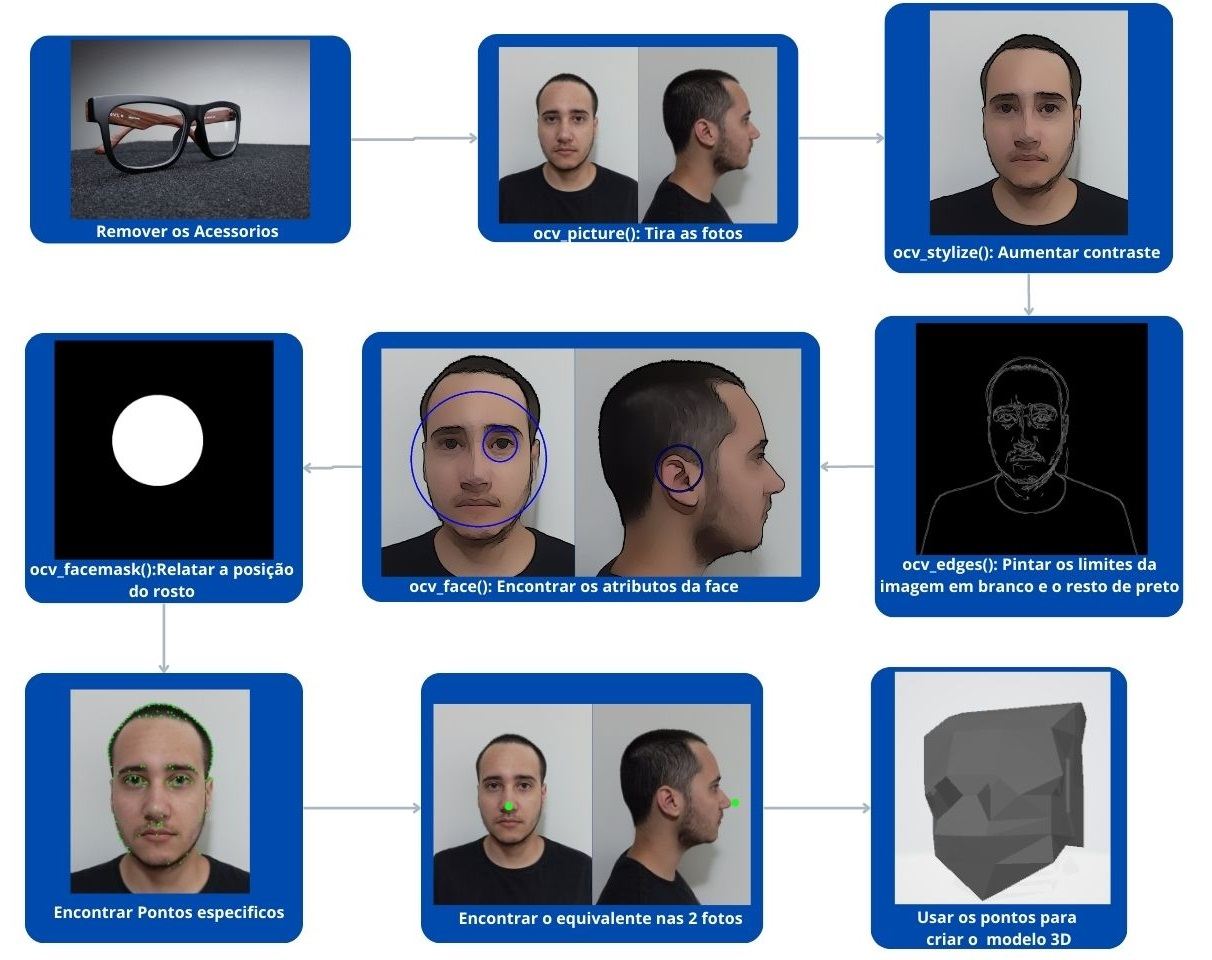 Remover os Acessorios
ocv_picture(): Tira as fotos
ocv_stylize(): Aumentar contraste
ocv_edges(): Pintar os limites da
imagem em branco e o resto de preto
ocv_face(): Encontrar os atributos da face
ocv_facemask():Relatar a posição
do rosto
Encontrar Pontos especificos
Encontrar o equivalente nas 2 fotos
Usar os pontos para
criar o modelo 3D